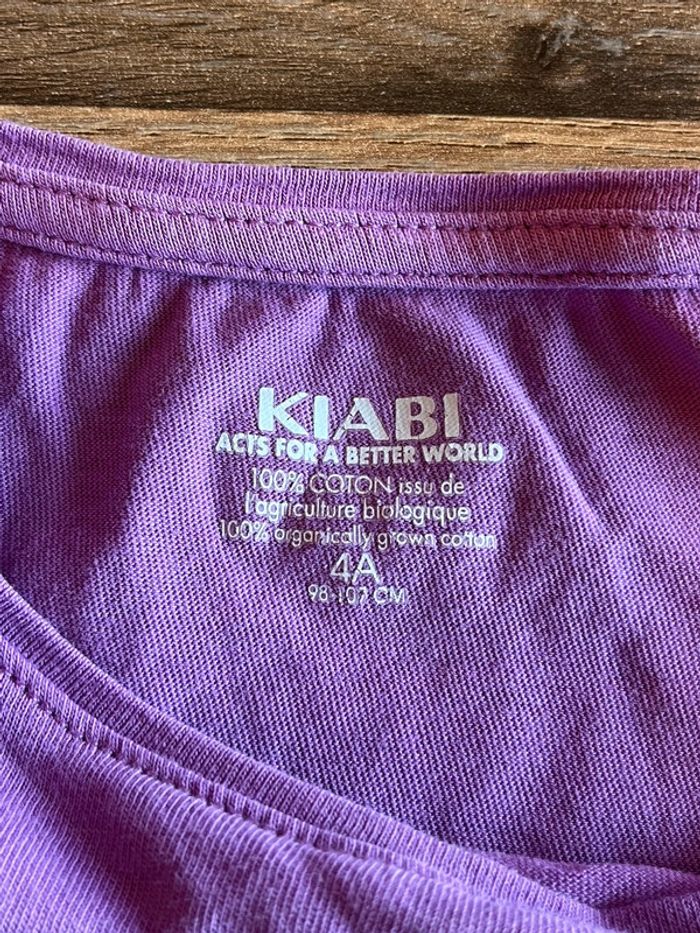 KIABI
ACTS FOR A BETTER WORLD
100% COTON issu de
l'agriculture biologique
100% organically grown cotton
4A
98-107 CM